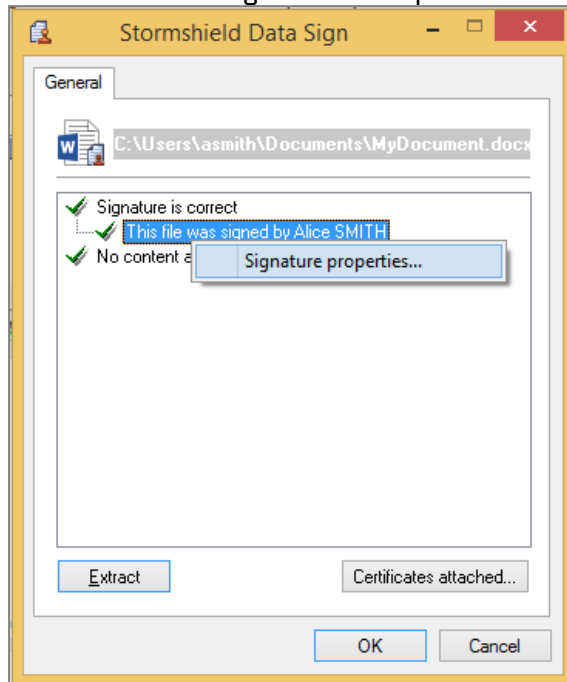 Stormshield Data Sign
General
C:\Users\asmith\Documents\MyDocument.docx
Signature is correct
This file was signed by Alice SMITH
No content a
Signature properties...
Extract
Certificates attached...
OK
Cancel